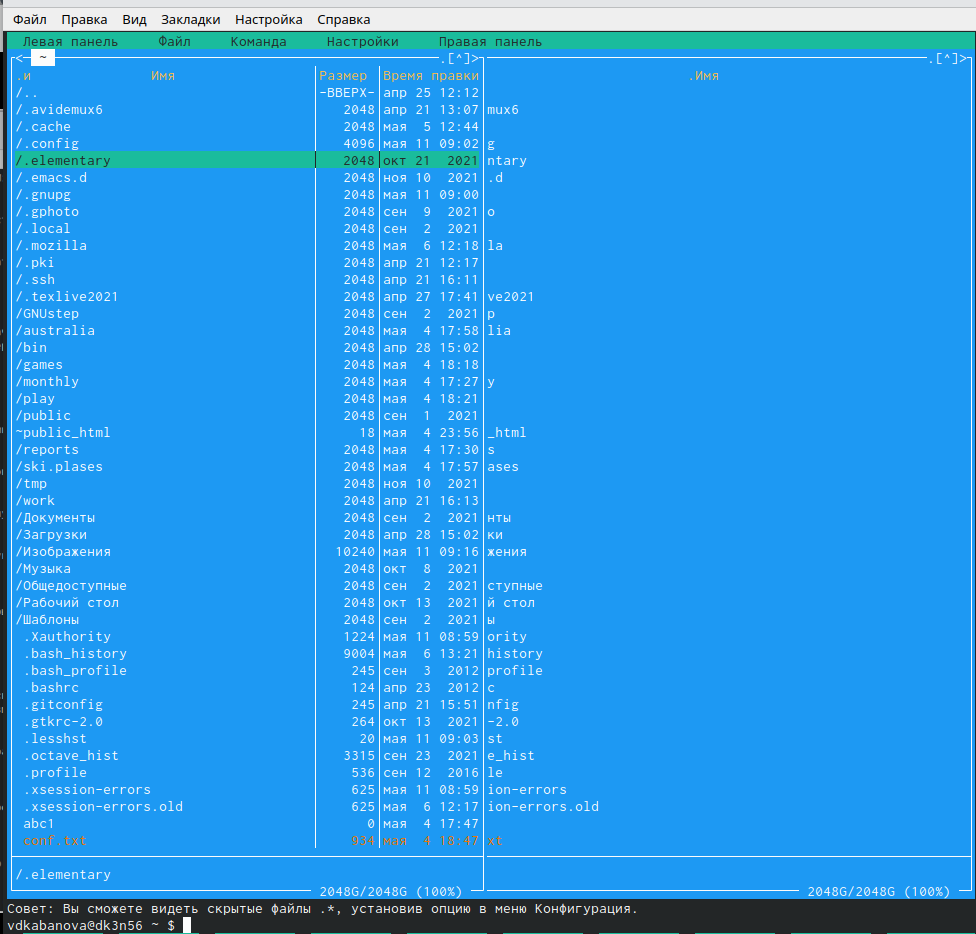 Файл Правка Вид Закладки Настройка Справка
Левая панель Файл Команда Настройки Правая панель
<─ ~ ─.[^]> ─.[^]>
.и Имя Размер Время правки .Имя
/.. -ВВЕРХ- апр 25 12:12
/.avidemux6 2048 апр 21 13:07 mux6
/.cache 2048 мая 5 12:44
/.config 4096 мая 11 09:02 g
/.elementary 2048 окт 21 2021 ntary
/.emacs.d 2048 ноя 10 2021 .d
/.gnupg 2048 мая 11 09:00
/.gphoto 2048 сен 9 2021 o
/.local 2048 сен 2 2021
/.mozilla 2048 мая 6 12:18 la
/.pki 2048 апр 21 12:17
/.ssh 2048 апр 21 16:11
/.texlive2021 2048 апр 27 17:41 ve2021
/GNUstep 2048 сен 2 2021 p
/australia 2048 мая 4 17:58 lia
/bin 2048 апр 28 15:02
/games 2048 мая 4 18:18
/monthly 2048 мая 4 17:27 y
/play 2048 мая 4 18:21
/public 2048 сен 1 2021
~public_html 18 мая 4 23:56 _html
/reports 2048 мая 4 17:30 s
/ski.plases 2048 мая 4 17:57 ases
/tmp 2048 ноя 10 2021
/work 2048 апр 21 16:13
/Документы 2048 сен 2 2021 нты
/Загрузки 2048 апр 28 15:02 ки
/Изображения 10240 мая 11 09:16 жения
/Музыка 2048 окт 8 2021
/Общедоступные 2048 сен 2 2021 ступные
/Рабочий стол 2048 окт 13 2021 й стол
/Шаблоны 2048 сен 2 2021 ы
.Xauthority 1224 мая 11 08:59 ority
.bash_history 9004 мая 6 13:21 history
.bash_profile 245 сен 3 2012 profile
.bashrc 124 апр 23 2012 c
.gitconfig 245 апр 21 15:51 nfig
.gtkrc-2.0 264 окт 13 2021 -2.0
.lesshst 20 мая 11 09:03 st
.octave_hist 3315 сен 23 2021 e_hist
.profile 536 сен 12 2016 le
.xsession-errors 625 мая 11 08:59 ion-errors
.xsession-errors.old 625 мая 6 12:17 ion-errors.old
abc1 0 мая 4 17:47
conf.txt 934 мая 4 18:47 xt
/.elementary
2048G/2048G (100%) 2048G/2048G (100%)
Совет: Вы сможете видеть скрытые файлы .*, установив опцию в меню Конфигурация.
vdkabanova@dk3n56 ~ $